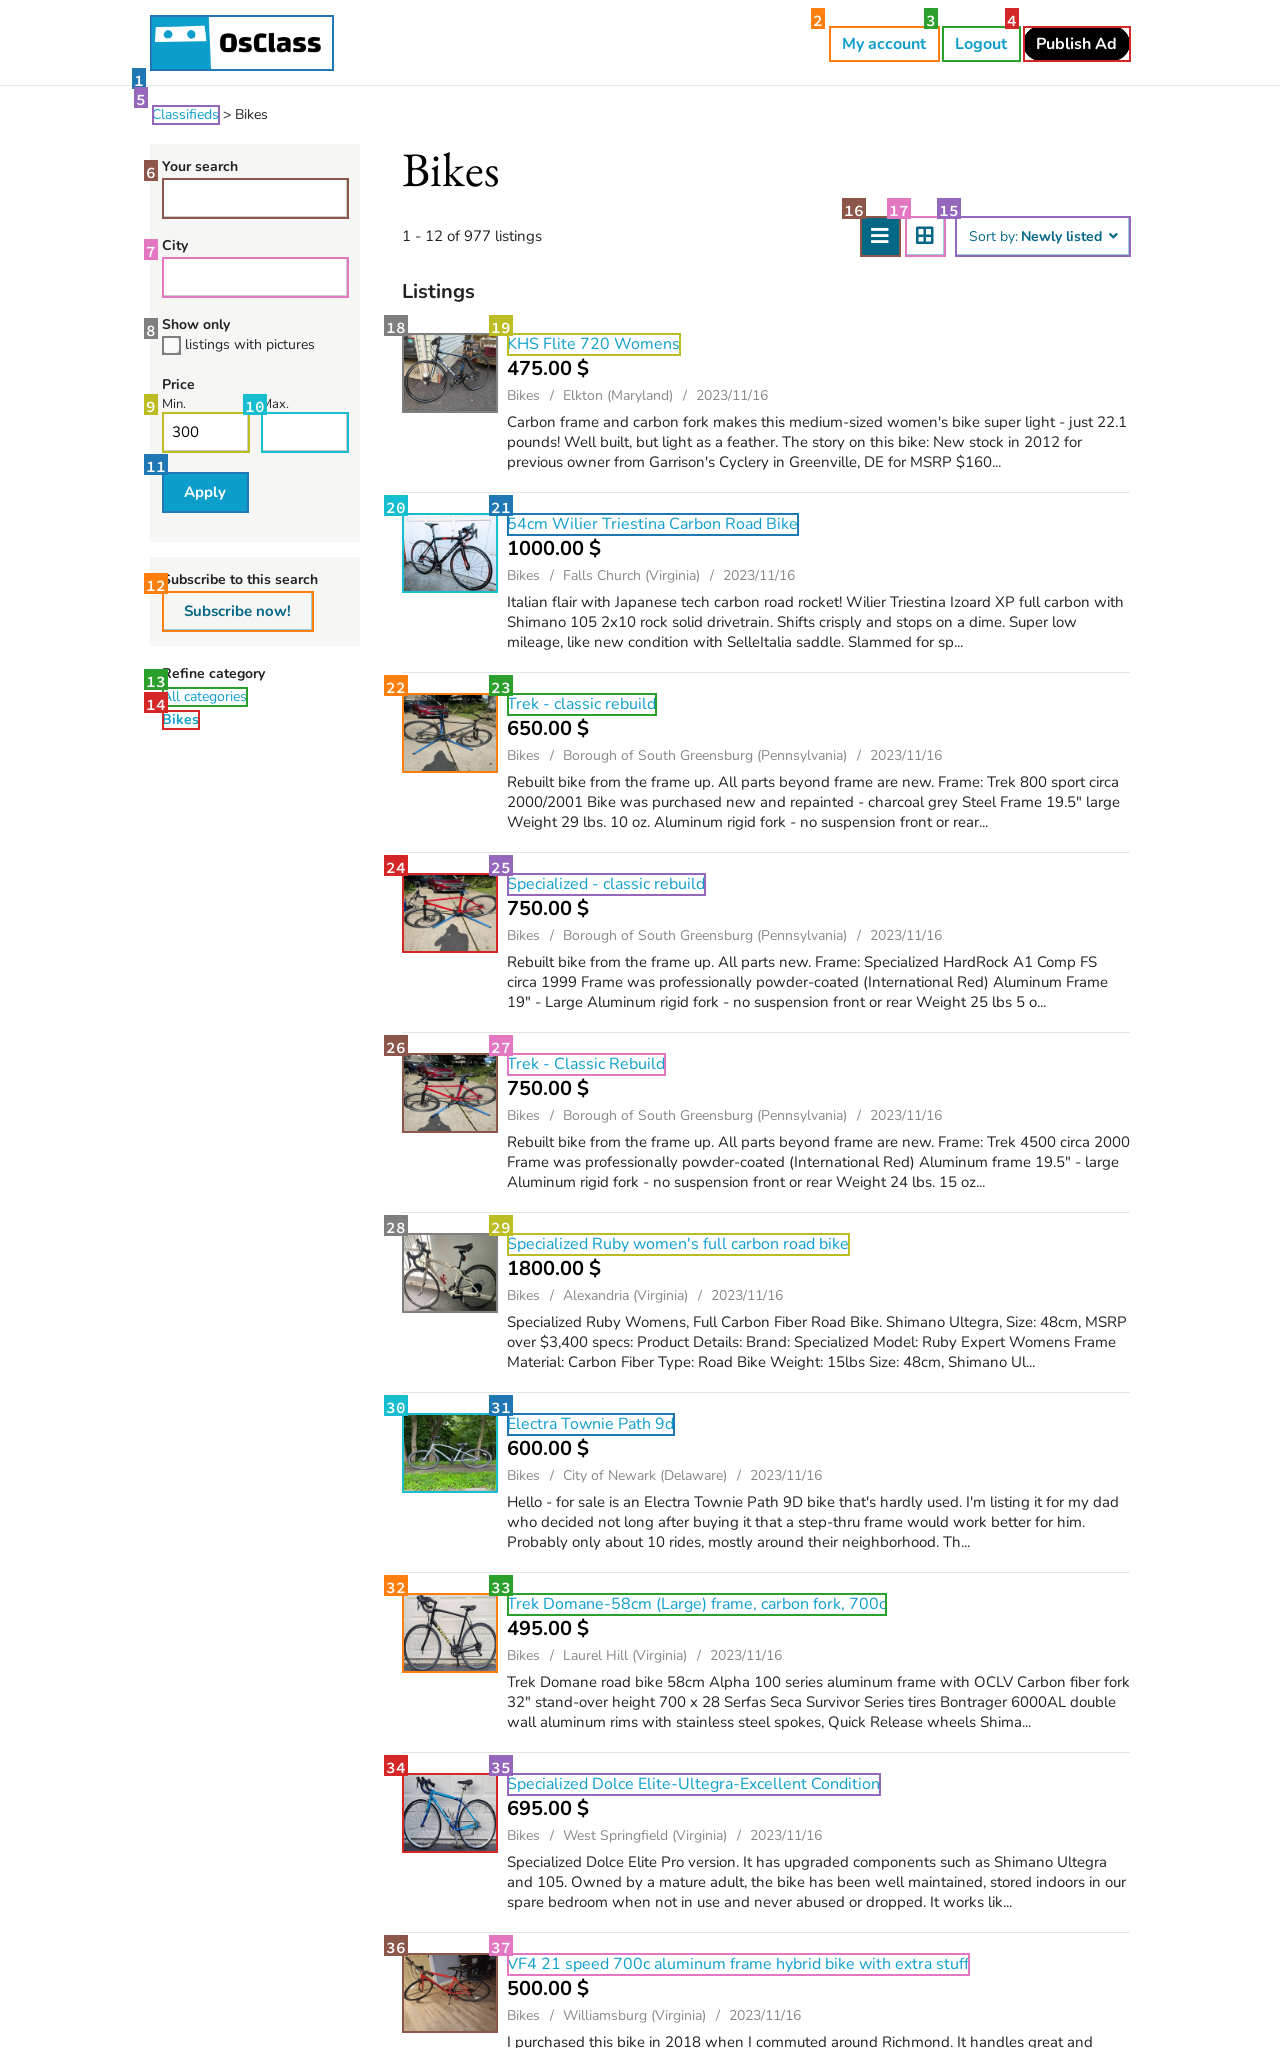 OsClass
1
2
My account
3
Logout
4
Publish Ad
5
Classifieds > Bikes
6
Your search
7
City
8
Show only
listings with pictures
Price
9
Min.
10
Max.
300
11
Apply
12
Subscribe to this search
Subscribe now!
Refine category
13
All categories
14
Bikes
Bikes
1 - 12 of 977 listings
16
17
15
Sort by: Newly listed
Listings
18
19
KHS Flite 720 Womens
475.00 $
Bikes / Elkton (Maryland) / 2023/11/16
Carbon frame and carbon fork makes this medium-sized women's bike super light - just 22.1
pounds! Well built, but light as a feather. The story on this bike: New stock in 2012 for
previous owner from Garrison's Cyclery in Greenville, DE for MSRP $160...
20
21
54cm Wilier Triestina Carbon Road Bike
1000.00 $
Bikes / Falls Church (Virginia) / 2023/11/16
Italian flair with Japanese tech carbon road rocket! Wilier Triestina Izoard XP full carbon with
Shimano 105 2x10 rock solid drivetrain. Shifts crisply and stops on a dime. Super low
mileage, like new condition with SelleItalia saddle. Slammed for sp...
22
23
Trek - classic rebuild
650.00 $
Bikes / Borough of South Greensburg (Pennsylvania) / 2023/11/16
Rebuilt bike from the frame up. All parts beyond frame are new. Frame: Trek 800 sport circa
2000/2001 Bike was purchased new and repainted - charcoal grey Steel Frame 19.5" large
Weight 29 lbs. 10 oz. Aluminum rigid fork - no suspension front or rear...
24
25
Specialized - classic rebuild
750.00 $
Bikes / Borough of South Greensburg (Pennsylvania) / 2023/11/16
Rebuilt bike from the frame up. All parts new. Frame: Specialized HardRock A1 Comp FS
circa 1999 Frame was professionally powder-coated (International Red) Aluminum Frame
19" - Large Aluminum rigid fork - no suspension front or rear Weight 25 lbs 5 o...
26
27
Trek - Classic Rebuild
750.00 $
Bikes / Borough of South Greensburg (Pennsylvania) / 2023/11/16
Rebuilt bike from the frame up. All parts beyond frame are new. Frame: Trek 4500 circa 2000
Frame was professionally powder-coated (International Red) Aluminum frame 19.5" - large
Aluminum rigid fork - no suspension front or rear Weight 24 lbs. 15 oz...
28
29
Specialized Ruby women's full carbon road bike
1800.00 $
Bikes / Alexandria (Virginia) / 2023/11/16
Specialized Ruby Womens, Full Carbon Fiber Road Bike. Shimano Ultegra, Size: 48cm, MSRP
over $3,400 specs: Product Details: Brand: Specialized Model: Ruby Expert Womens Frame
Material: Carbon Fiber Type: Road Bike Weight: 15lbs Size: 48cm, Shimano Ul...
30
31
Electra Townie Path 9d
600.00 $
Bikes / City of Newark (Delaware) / 2023/11/16
Hello - for sale is an Electra Townie Path 9D bike that's hardly used. I'm listing it for my dad
who decided not long after buying it that a step-thru frame would work better for him.
Probably only about 10 rides, mostly around their neighborhood. Th...
32
33
Trek Domane-58cm (Large) frame, carbon fork, 700c
495.00 $
Bikes / Laurel Hill (Virginia) / 2023/11/16
Trek Domane road bike 58cm Alpha 100 series aluminum frame with OCLV Carbon fiber fork
32" stand-over height 700 x 28 Serfas Seca Survivor Series tires Bontrager 6000AL double
wall aluminum rims with stainless steel spokes, Quick Release wheels Shima...
34
35
Specialized Dolce Elite-Ultegra-Excellent Condition
695.00 $
Bikes / West Springfield (Virginia) / 2023/11/16
Specialized Dolce Elite Pro version. It has upgraded components such as Shimano Ultegra
and 105. Owned by a mature adult, the bike has been well maintained, stored indoors in our
spare bedroom when not in use and never abused or dropped. It works lik...
36
37
VF4 21 speed 700c aluminum frame hybrid bike with extra stuff
500.00 $
Bikes / Williamsburg (Virginia) / 2023/11/16
I purchased this bike in 2018 when I commuted around Richmond. It handles great and